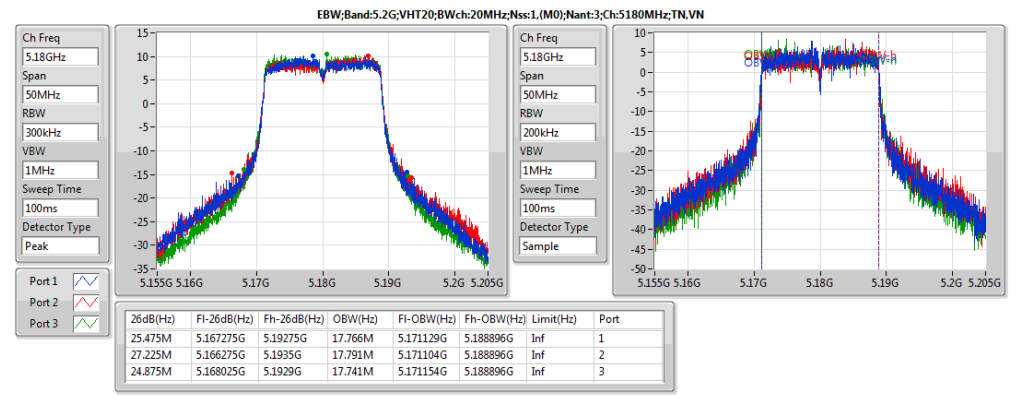 EBW;Band:5.2G;VHT20;BWch:20MHz;Nss:1,(M0);Nant:3;Ch:5180MHz;TN,VN
Ch Freq
5.18GHz
Span
50MHz
RBW
300kHz
VBW
1MHz
Sweep Time
100ms
Detector Type
Peak
Port 1
Port 2
Port 3
15
10
5
0
-5
-10
-15
-20
-25
-30
-35
5.155G 5.16G 5.17G 5.18G 5.19G 5.2G 5.205G
Ch Freq
5.18GHz
Span
50MHz
RBW
200kHz
VBW
1MHz
Sweep Time
100ms
Detector Type
Sample
10
5
0
-5
-10
-15
-20
-25
-30
-35
-40
-45
-50
5.155G 5.16G 5.17G 5.18G 5.19G 5.2G 5.205G
26dB(Hz) Fl-26dB(Hz) Fh-26dB(Hz) OBW(Hz) Fl-OBW(Hz) Fh-OBW(Hz) Limit(Hz) Port
25.475M 5.167275G 5.19275G 17.766M 5.171129G 5.188896G Inf 1
27.225M 5.166275G 5.1935G 17.791M 5.171104G 5.188896G Inf 2
24.875M 5.168025G 5.1929G 17.741M 5.171154G 5.188896G Inf 3